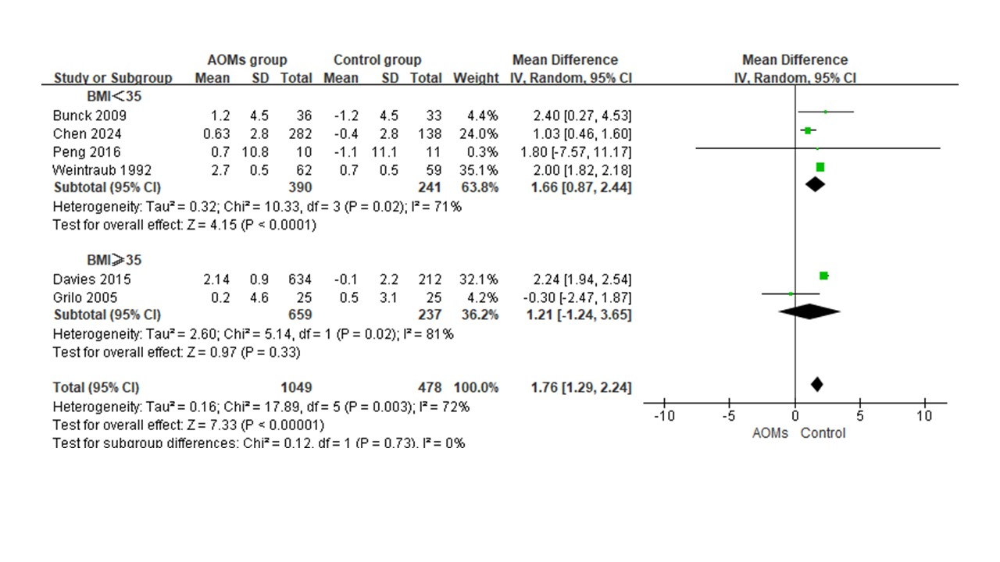 AOMs group Control group Mean Difference Mean Difference
Study or Subgroup Mean SD Total Mean SD Total Weight IV, Random, 95% CI IV, Random, 95% CI
BMI<35
Bunck 2009 1.2 4.5 36 -1.2 4.5 33 4.4% 2.40 [0.27, 4.53]
Chen 2024 0.63 2.8 282 -0.4 2.8 138 24.0% 1.03 [0.46, 1.60]
Peng 2016 0.7 10.8 10 -1.1 11.1 11 0.3% 1.80 [-7.57, 11.17]
Weintraub 1992 2.7 0.5 62 0.7 0.5 59 35.1% 2.00 [1.82, 2.18]
Subtotal (95% CI) 390 241 63.8% 1.66 [0.87, 2.44]
Heterogeneity: Tau² = 0.32; Chi² = 10.33, df = 3 (P = 0.02); I² = 71%
Test for overall effect: Z = 4.15 (P < 0.0001)
BMI⩾35
Davies 2015 2.14 0.9 634 -0.1 2.2 212 32.1% 2.24 [1.94, 2.54]
Grilo 2005 0.2 4.6 25 0.5 3.1 25 4.2% -0.30 [-2.47, 1.87]
Subtotal (95% CI) 659 237 36.2% 1.21 [-1.24, 3.65]
Heterogeneity: Tau² = 2.60; Chi² = 5.14, df = 1 (P = 0.02); I² = 81%
Test for overall effect: Z = 0.97 (P = 0.33)
Total (95% CI) 1049 478 100.0% 1.76 [1.29, 2.24]
Heterogeneity: Tau² = 0.16; Chi² = 17.89, df = 5 (P = 0.003); I² = 72%
Test for overall effect: Z = 7.33 (P < 0.00001)
Test for subgroup differences: Chi² = 0.12, df = 1 (P = 0.73), I² = 0%
-10 -5 0 5 10
AOMs Control